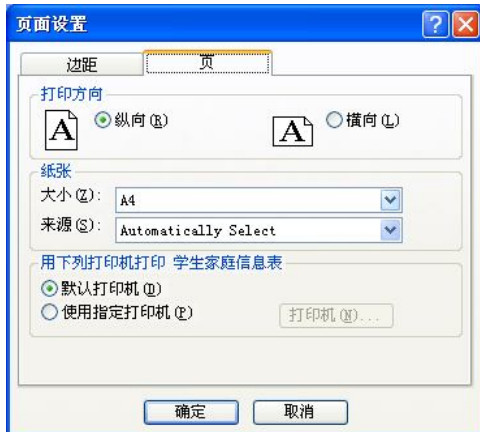 页面设置
边距 页
打印方向
A 纵向(R) A 横向(L)
纸张
大小(Z): A4
来源(S): Automatically Select
用下列打印机打印 学生家庭信息表
默认打印机(D)
使用指定打印机(P) 打印机(N)...
确定 取消